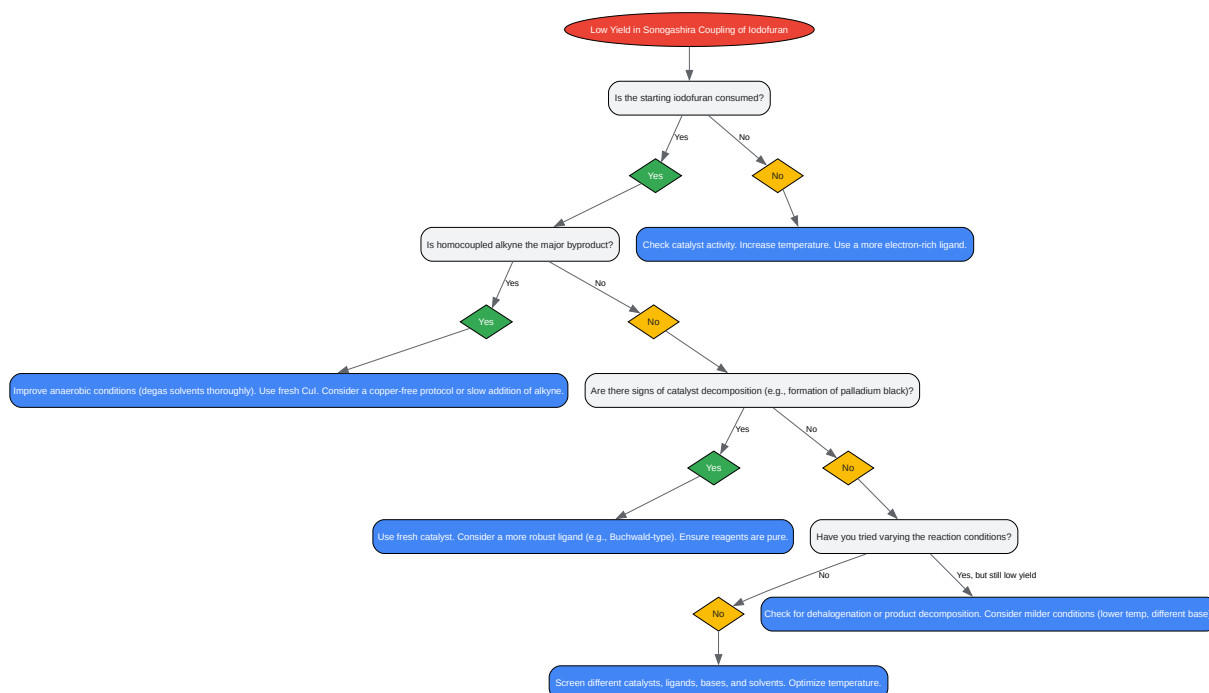 Low Yield in Sonogashira Coupling of Iodofuran
Is the starting iodofuran consumed?
Yes
No
Yes
No
Is homocoupled alkyne the major byproduct?
Check catalyst activity. Increase temperature. Use a more electron-rich ligand.
Yes
No
Yes
No
Improve anaerobic conditions (degas solvents thoroughly). Use fresh CuI. Consider a copper-free protocol or slow addition of alkyne.
Are there signs of catalyst decomposition (e.g., formation of palladium black)?
Yes
No
Yes
No
Use fresh catalyst. Consider a more robust ligand (e.g., Buchwald-type). Ensure reagents are pure.
Have you tried varying the reaction conditions?
No
Yes, but still low yield
No
Check for dehalogenation or product decomposition. Consider milder conditions (lower temp, different base
Screen different catalysts, ligands, bases, and solvents. Optimize temperature.